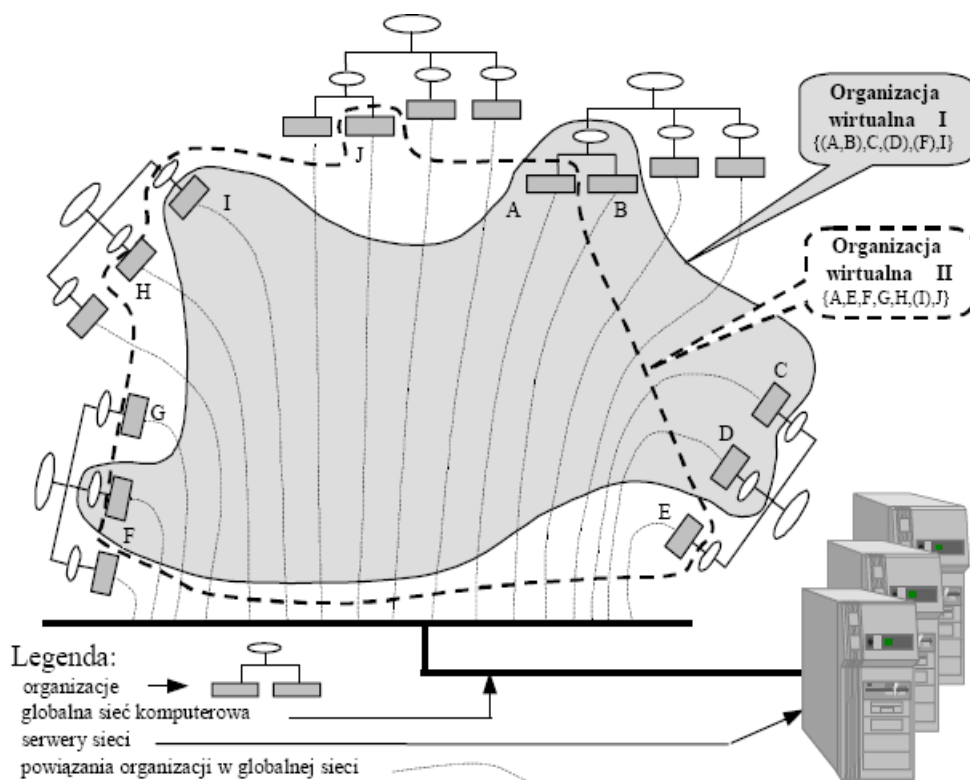 Organizacja
wirtualna I
{(A,B),C,(D),(F),I}
J
I
A
B
Organizacja
wirtualna II
{A,E,F,G,H,(I),J}
H
C
G
D
E
F
Legenda:
organizacje
globalna sieć komputerowa
serwery sieci
powiązania organizacji w globalnej sieci